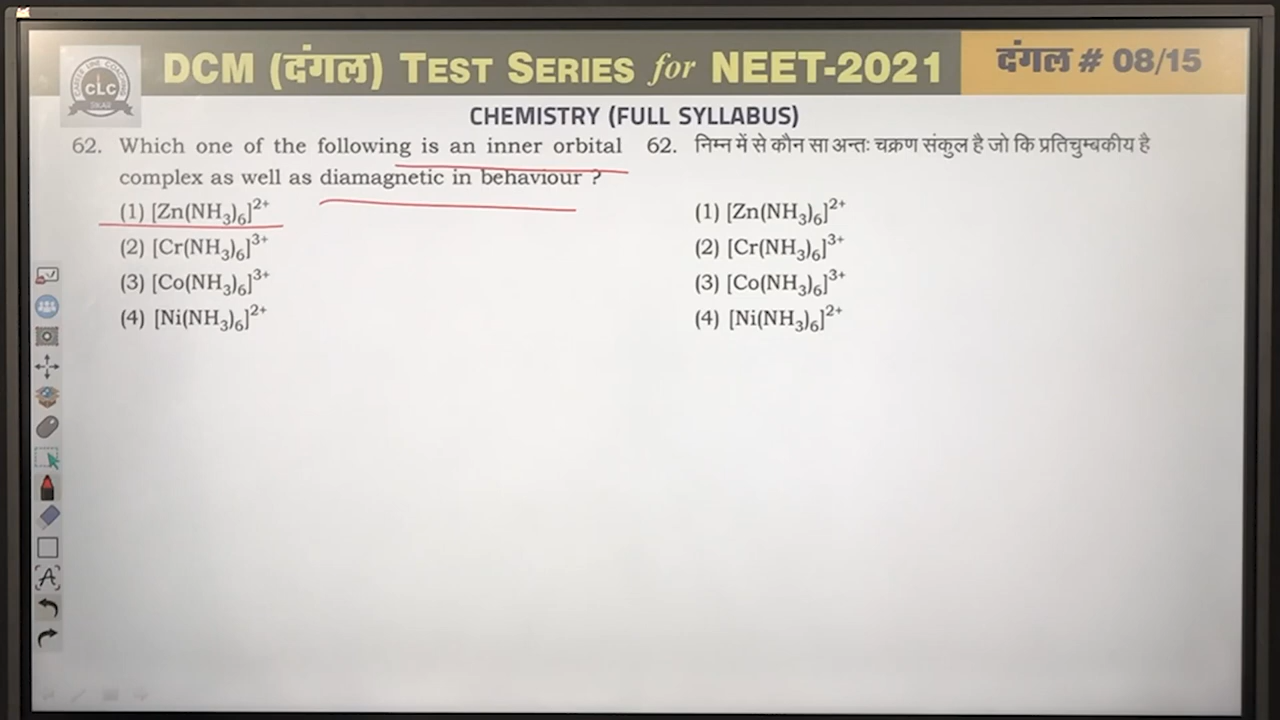 DCM (दंगल) TEST SERIES for NEET-2021
दंगल # 08/15
CAREER LINE COACHING
CLC
SIKAR
CHEMISTRY (FULL SYLLABUS)
62. Which one of the following is an inner orbital
complex as well as diamagnetic in behaviour ?
(1) [Zn(NH₃)₆]²⁺
(2) [Cr(NH₃)₆]³⁺
(3) [Co(NH₃)₆]³⁺
(4) [Ni(NH₃)₆]²⁺
62. निम्न में से कौन सा अन्तः चक्रण संकुल है जो कि प्रतिचुम्बकीय है
(1) [Zn(NH₃)₆]²⁺
(2) [Cr(NH₃)₆]³⁺
(3) [Co(NH₃)₆]³⁺
(4) [Ni(NH₃)₆]²⁺
A